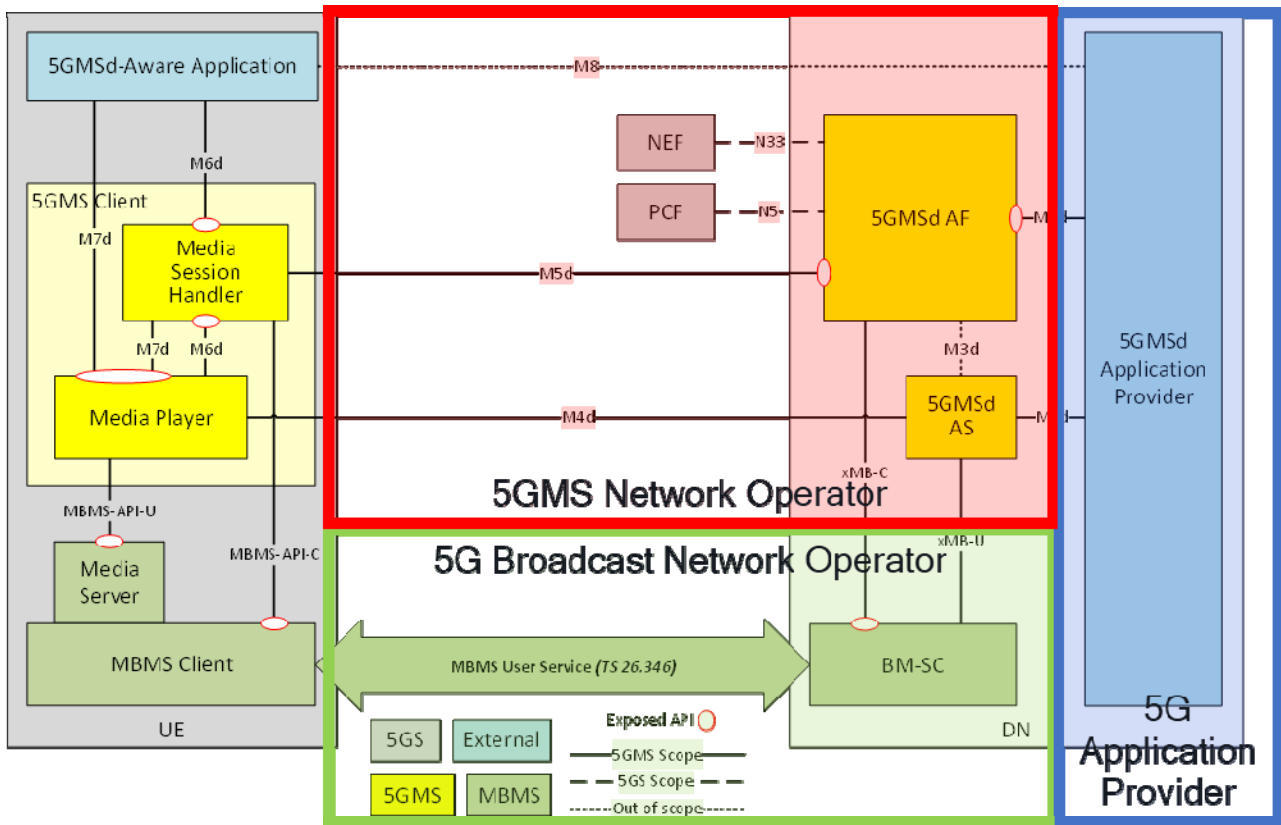 5GMSd-Aware Application
M8
NEF
N33
M6d
5GMS Client
PCF
N5
5GMSd AF
M7d
Media
Session
Handler
M5d
M7d
M6d
M3d
5GMSd
Application
Provider
Media Player
M4d
5GMSd
AS
xMB-C
5GMS Network Operator
MBMS-API-U
xMB-U
MBMS-API-C
5G Broadcast Network Operator
Media
Server
MBMS Client
MBMS User Service (TS 26.346)
BM-SC
UE
5GS
External
Exposed API
DN
5G
Application
Provider
5GMS Scope
5GS Scope
5GMS
MBMS
Out of scope